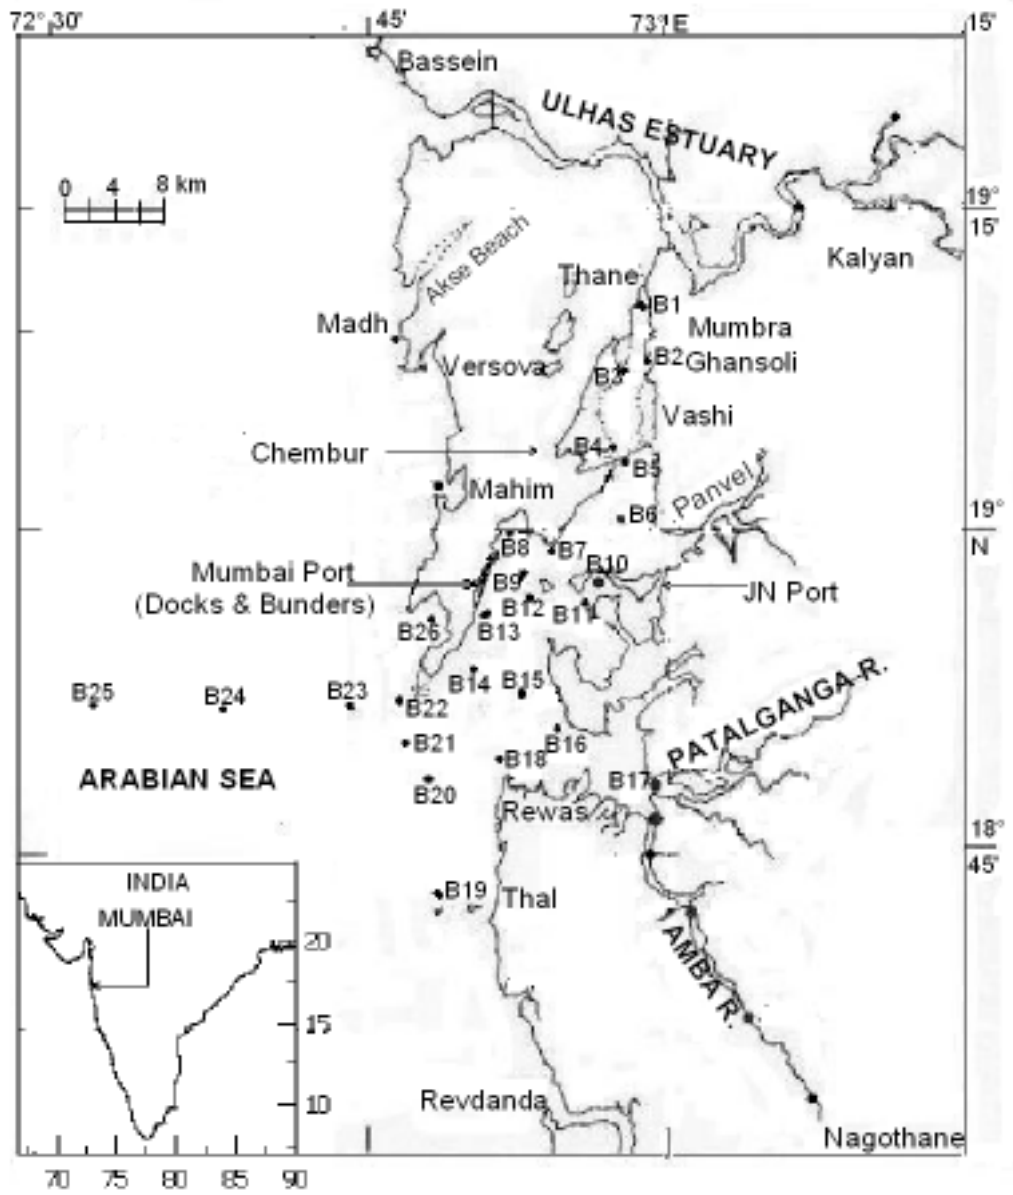 72° 30' 45' 73° E 15'
Bassein
ULHAS ESTUARY
0 4 8 km
19°
15'
Kalyan
Akse Beach
Thane
B1
Madh
Mumbra
B2
Versova
B3
Ghansoli
Vashi
Chembur
B4
B5
Mahim
Panvel
B6
19°
N
B8
B7
Mumbai Port
(Docks & Bunders)
B9
B10
JN Port
B12
B11
B26
B13
B25
B24
B23
B14
B15
B22
PATALGANGA R.
B21
B16
B18
ARABIAN SEA
B17
B20
Rewas
18°
45'
INDIA
MUMBAI
B19
Thal
20
AMBA R.
15
10
Revdanda
Nagothane
70 75 80 85 90